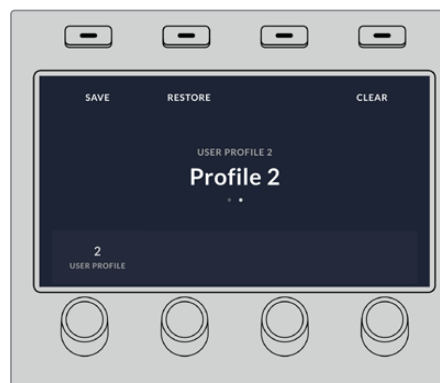 SAVE RESTORE CLEAR
USER PROFILE 2
Profile 2
2
USER PROFILE